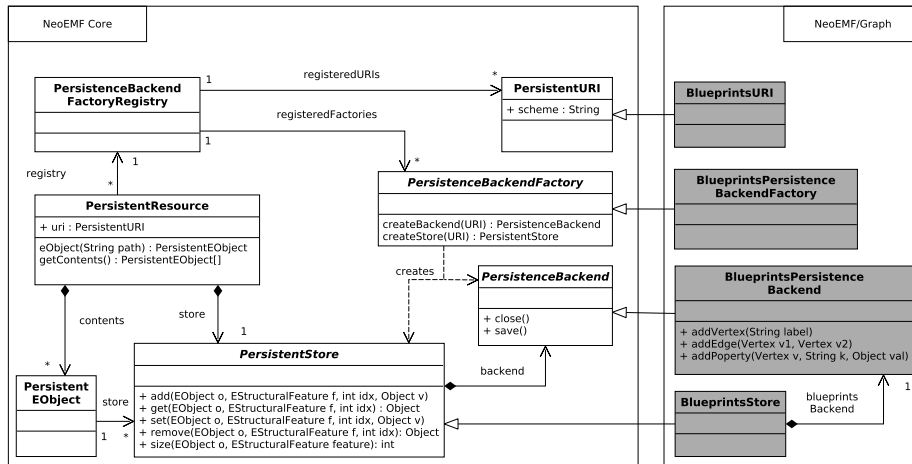 NeoEMF Core
NeoEMF/Graph
PersistenceBackend
FactoryRegistry
1
registeredURIs
*
PersistentURI
+ scheme : String
BlueprintsURI
registeredFactories
1
*
registry
1
*
PersistentResource
+ uri : PersistentURI
eObject(String path) : PersistentEObject
getContents() : PersistentEObject[]
PersistenceBackendFactory
createBackend(URI) : PersistenceBackend
createStore(URI) : PersistentStore
BlueprintsPersistence
BackendFactory
creates
PersistenceBackend
+ close()
+ save()
BlueprintsPersistence
Backend
+ addVertex(String label)
+ addEdge(Vertex v1, Vertex v2)
+ addPoperty(Vertex v, String k, Object val)
contents
*
store
1
PersistentStore
+ add(EObject o, EStructuralFeature f, int idx, Object v)
+ get(EObject o, EStructuralFeature f, int idx) : Object
+ set(EObject o, EStructuralFeature f, int idx, Object v)
+ remove(EObject o, EStructuralFeature f, int idx): Object
+ size(EObject o, EStructuralFeature feature): int
backend
Persistent
EObject
store
1
*
BlueprintsStore
blueprints
Backend
1